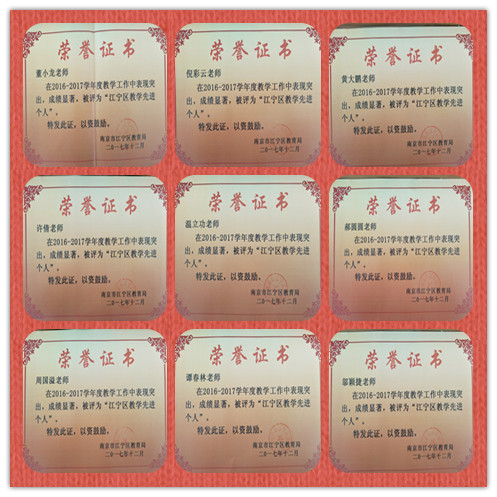 荣誉证书
董小龙老师
在2016-2017学年度教学工作中表现突
出，成绩显著，被评为“江宁区教学先进
个人”。
特发此证，以资鼓励。
南京市江宁区教育局
二〇一七年十二月
荣誉证书
倪彩云老师
在2016-2017学年度教学工作中表现突
出，成绩显著，被评为“江宁区教学先进
个人”。
特发此证，以资鼓励。
南京市江宁区教育局
二〇一七年十二月
荣誉证书
黄大鹏老师
在2016-2017学年度教学工作中表现突
出，成绩显著，被评为“江宁区教学先进
个人”。
特发此证，以资鼓励。
南京市江宁区教育局
二〇一七年十二月
荣誉证书
许倩老师
在2016-2017学年度教学工作中表现突
出，成绩显著，被评为“江宁区教学先进
个人”。
特发此证，以资鼓励。
南京市江宁区教育局
二〇一七年十二月
荣誉证书
温立功老师
在2016-2017学年度教学工作中表现突
出，成绩显著，被评为“江宁区教学先进
个人”。
特发此证，以资鼓励。
南京市江宁区教育局
二〇一七年十二月
荣誉证书
郝圆圆老师
在2016-2017学年度教学工作中表现突
出，成绩显著，被评为“江宁区教学先进
个人”。
特发此证，以资鼓励。
南京市江宁区教育局
二〇一七年十二月
荣誉证书
周国溢老师
在2016-2017学年度教学工作中表现突
出，成绩显著，被评为“江宁区教学先进
个人”。
特发此证，以资鼓励。
南京市江宁区教育局
二〇一七年十二月
荣誉证书
谭春林老师
在2016-2017学年度教学工作中表现突
出，成绩显著，被评为“江宁区教学先进
个人”。
特发此证，以资鼓励。
南京市江宁区教育局
二〇一七年十二月
荣誉证书
邬颖捷老师
在2016-2017学年度教学工作中表现突
出，成绩显著，被评为“江宁区教学先进
个人”。
特发此证，以资鼓励。
南京市江宁区教育局
二〇一七年十二月